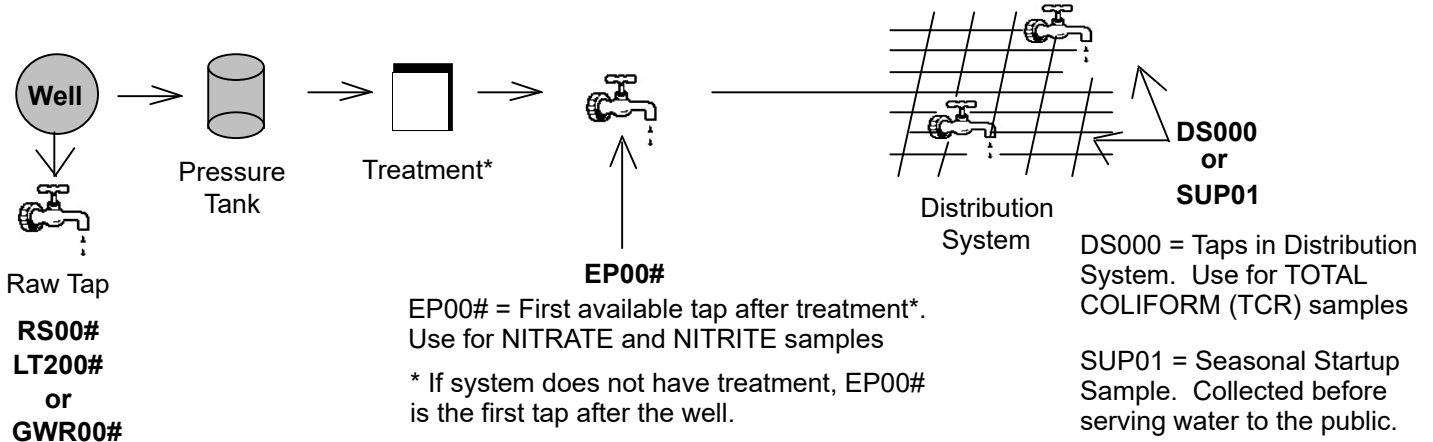 Well
Raw Tap
RS00#
LT200#
or
GWR00#
Pressure
Tank
Treatment*
EP00#
EP00# = First available tap after treatment*.
Use for NITRATE and NITRITE samples
* If system does not have treatment, EP00#
is the first tap after the well.
Distribution
System
DS000
or
SUP01
DS000 = Taps in Distribution
System. Use for TOTAL
COLIFORM (TCR) samples
SUP01 = Seasonal Startup
Sample. Collected before
serving water to the public.